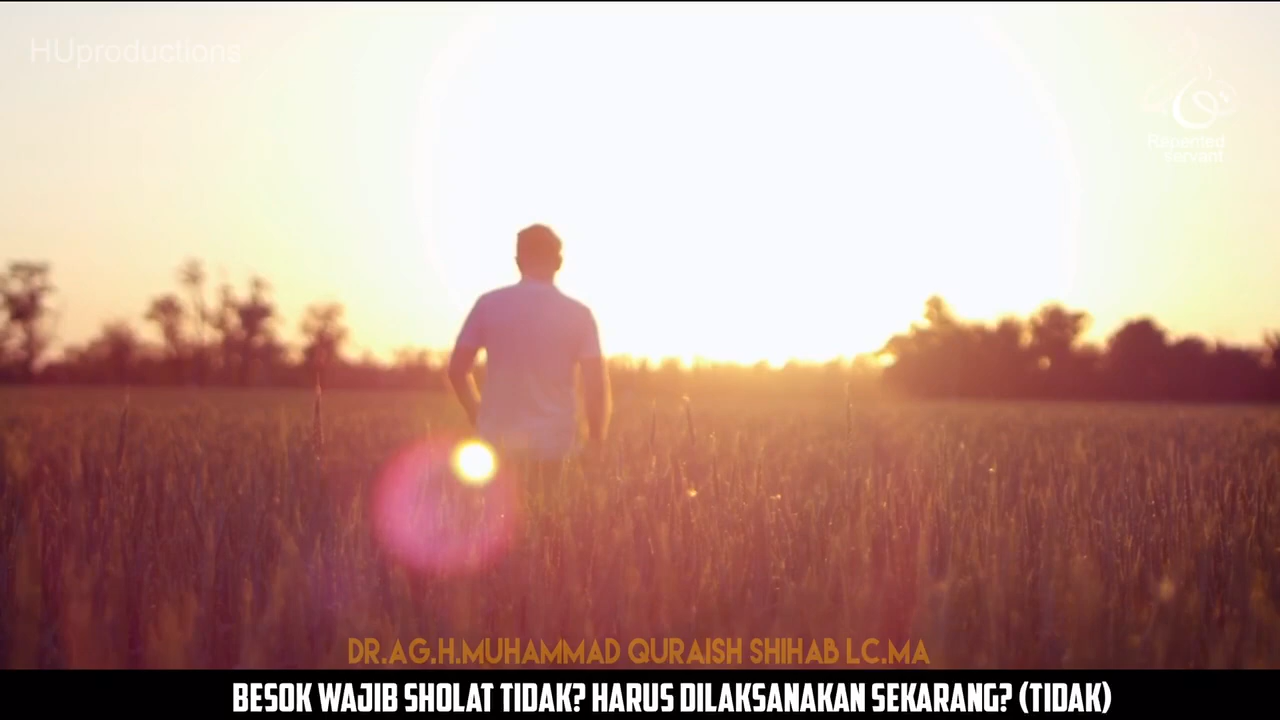 HUproductions
Repented
servant
DR.AG.H.MUHAMMAD QURAISH SHIHAB LC.MA
BESOK WAJIB SHOLAT TIDAK? HARUS DILAKSANAKAN SEKARANG? (TIDAK)